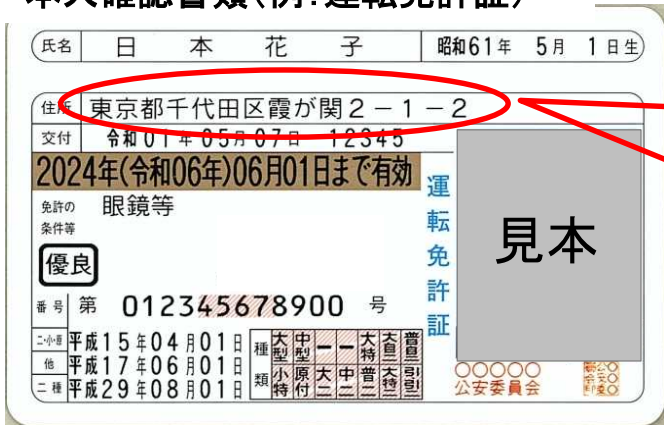 本人確認書類(例:運転免許証)
氏名 日本花子 昭和61年 5月 1日生
住所 東京都千代田区霞が関2-1-2
交付 令和01年05月07日 12345
2024年(令和06年)06月01日まで有効
免許の条件等 眼鏡等
見本
優良
運転免許証
番号 第 012345678900 号
二・小・原 平成15年04月01日
他 平成17年06月01日
二種 平成29年08月01日
種類 大型 中型 ー ー 大特 大自二 普自二
小特 原付 大二 中二 普二 大特二 引引二
○○○○○
公安委員会